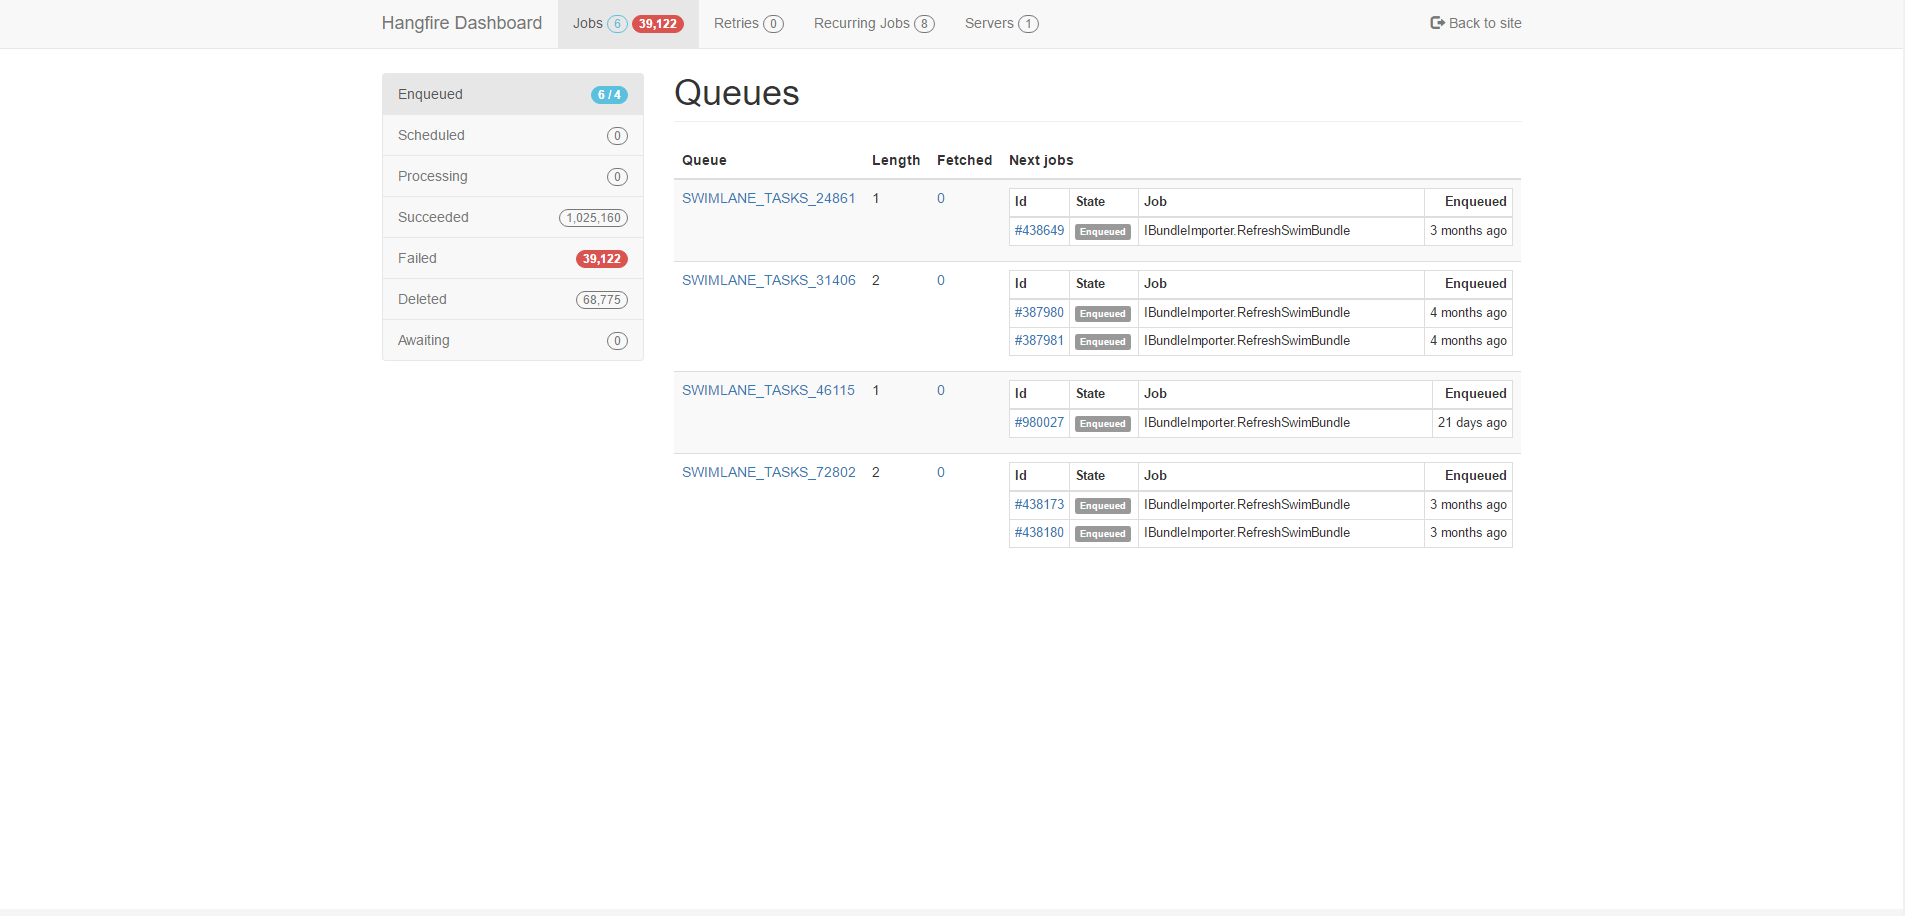 Hangfire Dashboard Jobs 6 39,122 Retries 0 Recurring Jobs 8 Servers 1 Back to site
Enqueued 6 / 4
Scheduled 0
Processing 0
Succeeded 1,025,160
Failed 39,122
Deleted 68,775
Awaiting 0
Queues
Queue Length Fetched Next jobs
SWIMLANE_TASKS_24861 1 0
Id State Job Enqueued
#438649 Enqueued IBundleImporter.RefreshSwimBundle 3 months ago
SWIMLANE_TASKS_31406 2 0
Id State Job Enqueued
#387980 Enqueued IBundleImporter.RefreshSwimBundle 4 months ago
#387981 Enqueued IBundleImporter.RefreshSwimBundle 4 months ago
SWIMLANE_TASKS_46115 1 0
Id State Job Enqueued
#980027 Enqueued IBundleImporter.RefreshSwimBundle 21 days ago
SWIMLANE_TASKS_72802 2 0
Id State Job Enqueued
#438173 Enqueued IBundleImporter.RefreshSwimBundle 3 months ago
#438180 Enqueued IBundleImporter.RefreshSwimBundle 3 months ago